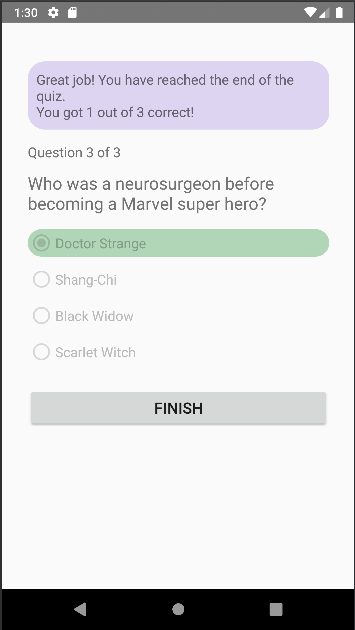 1:30
Great job! You have reached the end of the
quiz.
You got 1 out of 3 correct!
Question 3 of 3
Who was a neurosurgeon before
becoming a Marvel super hero?
Doctor Strange
Shang-Chi
Black Widow
Scarlet Witch
FINISH